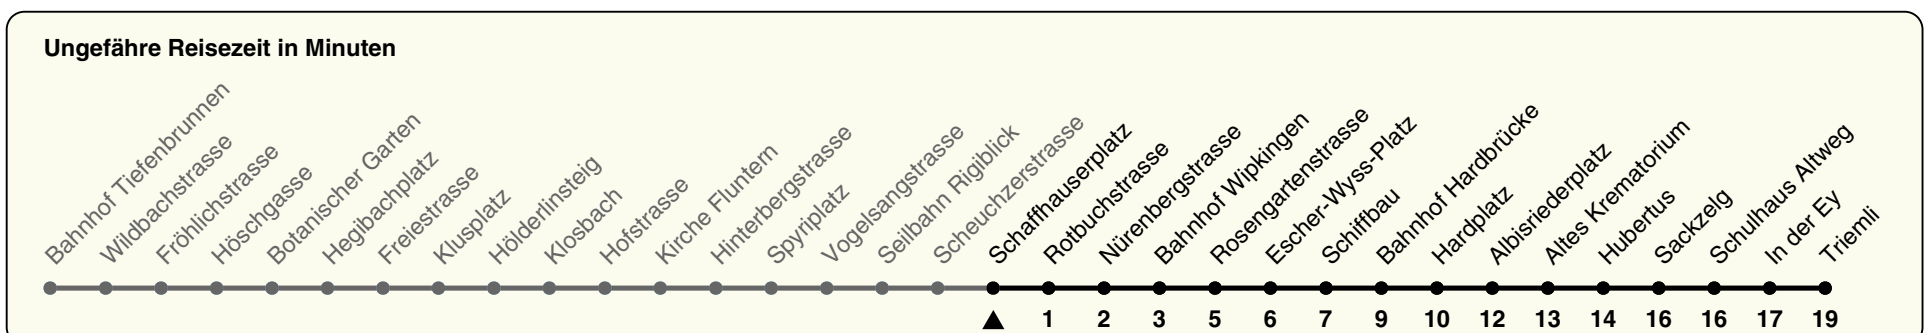 Ungefähre Reisezeit in Minuten
Bahnhof Tiefenbrunnen
Wildbachstrasse
Fröhlichstrasse
Höschgasse
Botanischer Garten
Hegibachplatz
Freiestrasse
Klusplatz
Hölderlinsteig
Klosbach
Hofstrasse
Kirche Fluntern
Hinterbergstrasse
Spyriplatz
Vogelsangstrasse
Seilbahn Rigiblick
Scheuchzerstrasse
Schaffhauserplatz
Rotbuchstrasse
Nürenbergstrasse
Bahnhof Wipkingen
Rosengartenstrasse
Escher-Wyss-Platz
Schiffbau
Bahnhof Hardbrücke
Hardplatz
Albisriederplatz
Altes Krematorium
Hubertus
Sackzelg
Schulhaus Altweg
In der Ey
Triemli
1 2 3 5 6 7 9 10 12 13 14 16 16 17 19